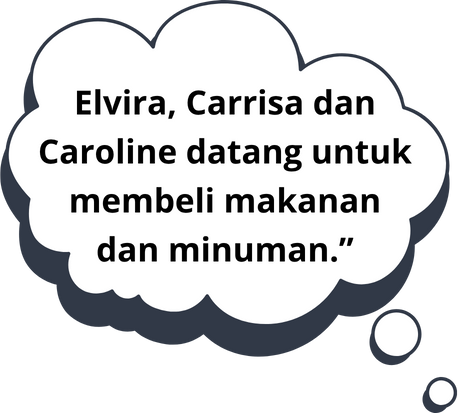 Elvira, Carrisa dan
Caroline datang untuk
membeli makanan
dan minuman.”